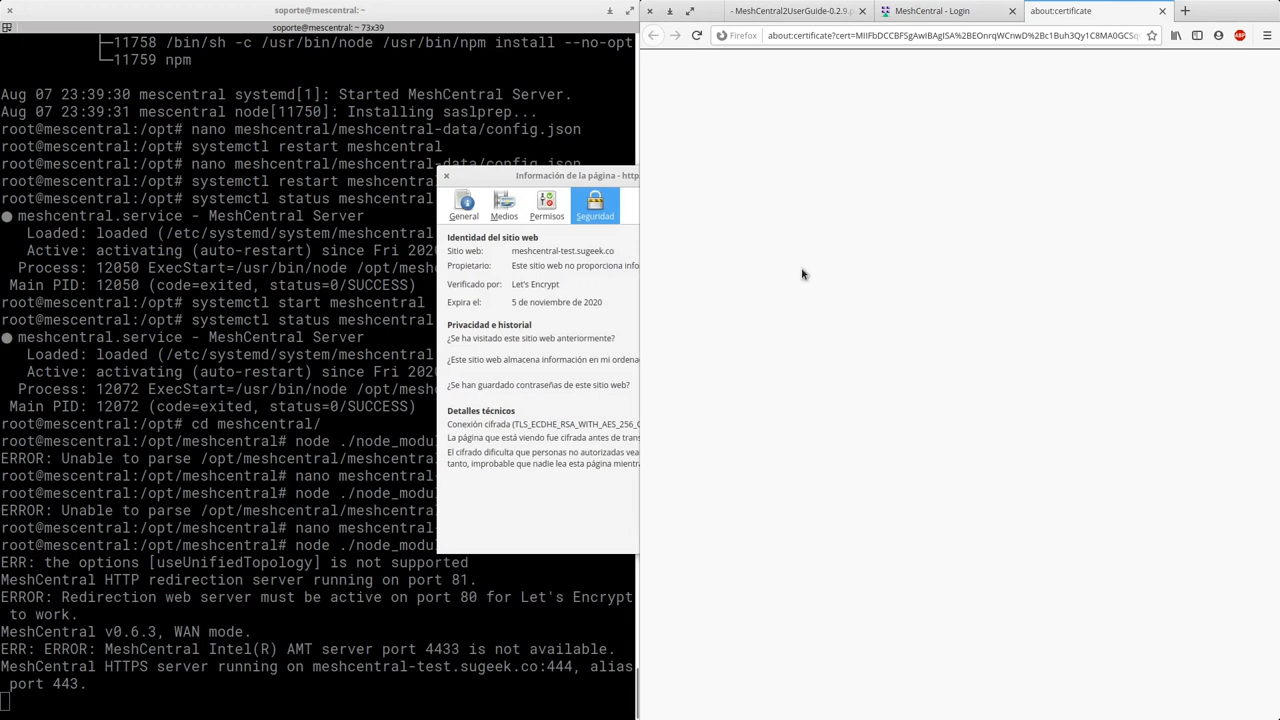 soporte@mescentral: ~
soporte@mescentral: ~ 73x39
├─11758 /bin/sh -c /usr/bin/node /usr/bin/npm install --no-opt
└─11759 npm
Aug 07 23:39:30 mescentral systemd[1]: Started MeshCentral Server.
Aug 07 23:39:31 mescentral node[11750]: Installing saslprep...
root@mescentral:/opt# nano meshcentral/meshcentral-data/config.json
root@mescentral:/opt# systemctl restart meshcentral
root@mescentral:/opt# nano meshcentral/meshcentral-data/config.json
root@mescentral:/opt# systemctl restart
root@mescentral:/opt# systemctl status meshcentral
● meshcentral.service - MeshCentral Server
Loaded: loaded (/etc/systemd/system/
Active: activating (auto-restart) since Fri 2020
Process: 12050 ExecStart=/usr/bin/node /opt/mesh
Main PID: 12050 (code=exited, status=0/SUCCESS)
root@mescentral:/opt# systemctl start meshcentral
root@mescentral:/opt# systemctl status meshcentral
● meshcentral.service - MeshCentral Server
Loaded: loaded (/etc/systemd/system/
Active: activating (auto-restart) since Fri 2020
Process: 12072 ExecStart=/usr/bin/node /opt/mesh
Main PID: 12072 (code=exited, status=0/SUCCESS)
root@mescentral:/opt# cd meshcentral/
root@mescentral:/opt/meshcentral# node ./node_modu
ERROR: Unable to parse /opt/meshcentral/meshcentral
root@mescentral:/opt/meshcentral# nano meshcentral
root@mescentral:/opt/meshcentral# node ./node_modu
ERROR: Unable to parse /opt/meshcentral/meshcentral
root@mescentral:/opt/meshcentral# nano meshcentral
root@mescentral:/opt/meshcentral# node ./node_modu
ERR: the options [useUnifiedTopology] is not supported
MeshCentral HTTP redirection server running on port 81.
ERROR: Redirection web server must be active on port 80 for Let's Encrypt
to work.
MeshCentral v0.6.3, WAN mode.
ERR: ERROR: MeshCentral Intel(R) AMT server port 4433 is not available.
MeshCentral HTTPS server running on meshcentral-test.sugeek.co:444, alias
port 443.
Información de la página - http
General Medios Permisos Seguridad
Identidad del sitio web
Sitio web: meshcentral-test.sugeek.co
Propietario: Este sitio web no proporciona info
Verificado por: Let's Encrypt
Expira el: 5 de noviembre de 2020
Privacidad e historial
¿Se ha visitado este sitio web anteriormente?
¿Este sitio web almacena información en mi ordena
¿Se han guardado contraseñas de este sitio web?
Detalles técnicos
Conexión cifrada (TLS_ECDHE_RSA_WITH_AES_256_G
La página que está viendo fue cifrada antes de trans
El cifrado dificulta que personas no autorizadas vea
tanto, improbable que nadie lea esta página mientra
- MeshCentral2UserGuide-0.2.9.p
MeshCentral - Login
about:certificate
Firefox